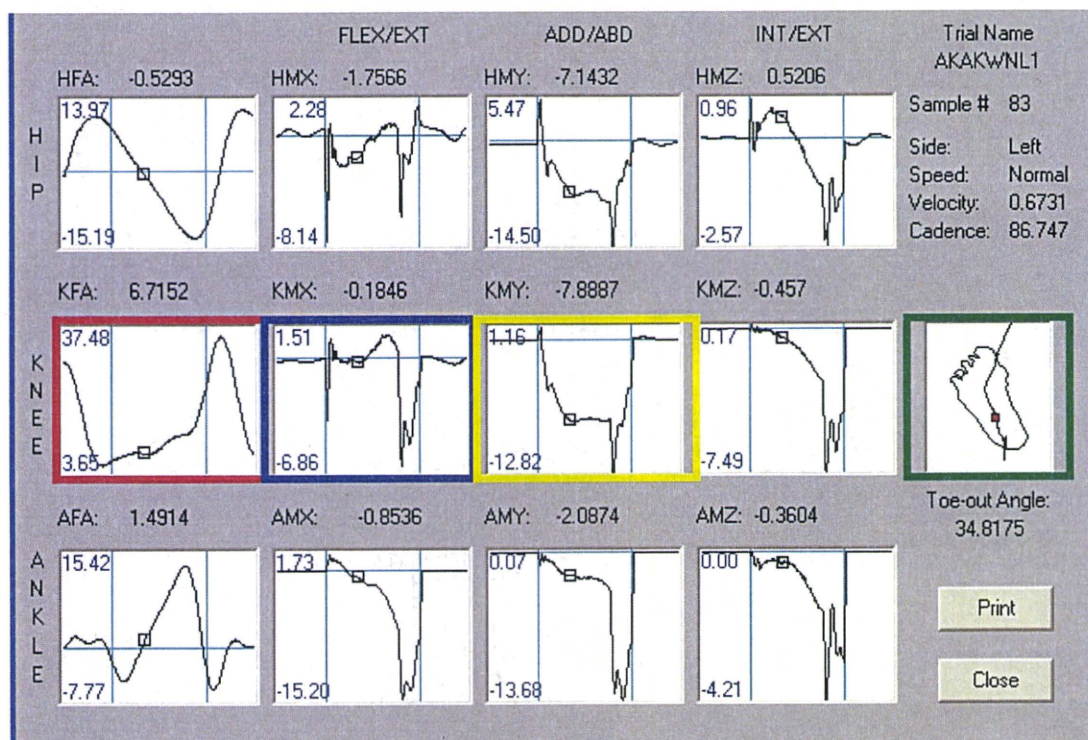 FLEX/EXT ADD/ABD INT/EXT Trial Name
AKAKWNL1
HFA: -0.5293 HMX: -1.7566 HMY: -7.1432 HMZ: 0.5206
13.97 2.28 5.47 0.96 Sample # 83
HIP
Side: Left
Speed: Normal
Velocity: 0.6731
Cadence: 86.747
-15.19 -8.14 -14.50 -2.57
KFA: 6.7152 KMX: -0.1846 KMY: -7.8887 KMZ: -0.457
37.48 1.51 1.16 0.17
KNEE
3.65 -6.86 -12.82 -7.49
Toe-out Angle:
34.8175
AFA: 1.4914 AMX: -0.8536 AMY: -2.0874 AMZ: -0.3604
15.42 1.73 0.07 0.00
ANKLE
-7.77 -15.20 -13.68 -4.21
Print
Close